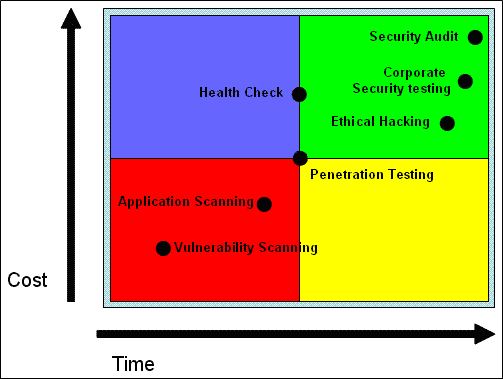 Security Audit
Corporate
Security testing
Health Check
Ethical Hacking
Penetration Testing
Application Scanning
Vulnerability Scanning
Cost
Time